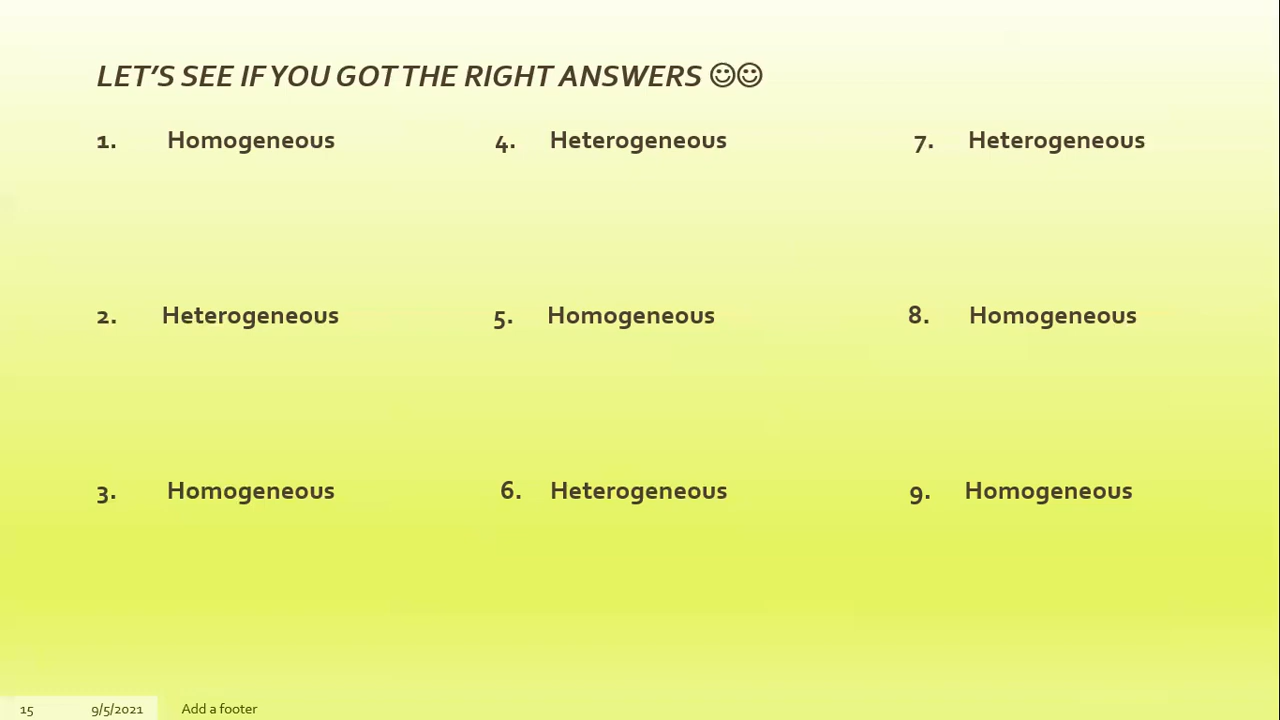 LET'S SEE IF YOU GOT THE RIGHT ANSWERS ☺☺
1. Homogeneous
2. Heterogeneous
3. Homogeneous
4. Heterogeneous
5. Homogeneous
6. Heterogeneous
7. Heterogeneous
8. Homogeneous
9. Homogeneous
15 9/5/2021 Add a footer